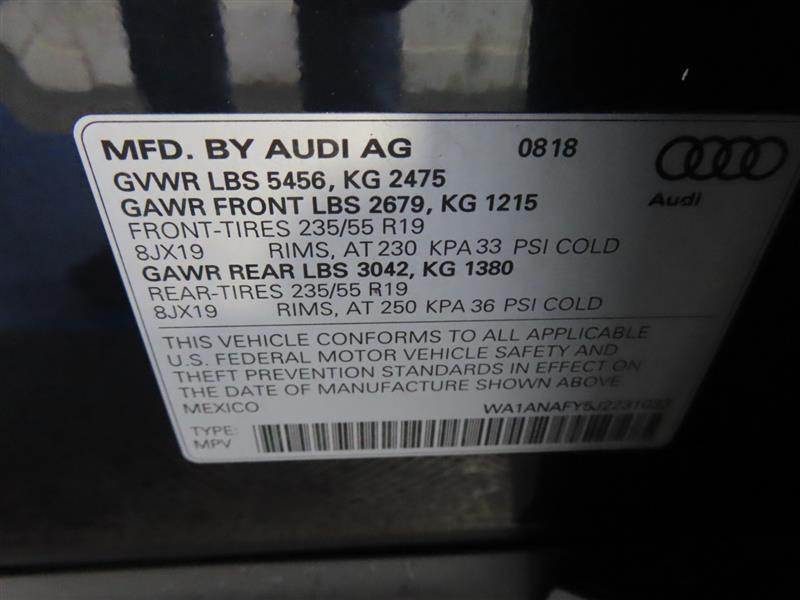 MFD. BY AUDI AG 0818
Audi
GVWR LBS 5456, KG 2475
GAWR FRONT LBS 2679, KG 1215
FRONT-TIRES 235/55 R19
8JX19 RIMS, AT 230 KPA 33 PSI COLD
GAWR REAR LBS 3042, KG 1380
REAR-TIRES 235/55 R19
8JX19 RIMS, AT 250 KPA 36 PSI COLD
THIS VEHICLE CONFORMS TO ALL APPLICABLE
U.S. FEDERAL MOTOR VEHICLE SAFETY AND
THEFT PREVENTION STANDARDS IN EFFECT ON
THE DATE OF MANUFACTURE SHOWN ABOVE.
MEXICO
TYPE:
MPV